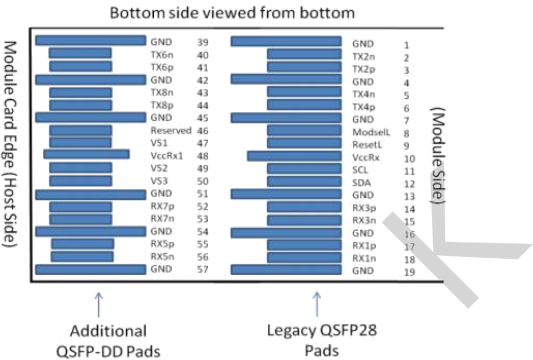 Bottom side viewed from bottom
Module Card Edge (Host Side)
GND 39
TX6n 40
TX6p 41
GND 42
TX8n 43
TX8p 44
GND 45
Reserved 46
VS1 47
VccRx1 48
VS2 49
VS3 50
GND 51
RX7p 52
RX7n 53
GND 54
RX5p 55
RX5n 56
GND 57
GND 1
TX2n 2
TX2p 3
GND 4
TX4n 5
TX4p 6
GND 7
ModselL 8
ResetL 9
VccRx 10
SCL 11
SDA 12
GND 13
RX3p 14
RX3n 15
GND 16
RX1p 17
RX1n 18
GND 19
(Module Side)
Additional
QSFP-DD Pads
Legacy QSFP28
Pads